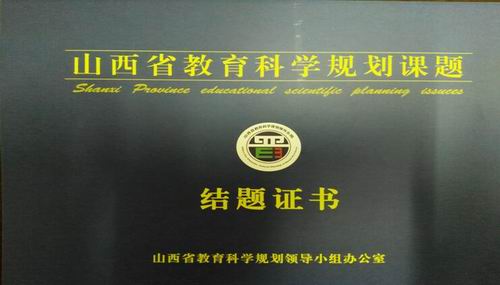 山西省教育科学规划课题
Shanxi Province educational scientific planning issuces
结题证书
山西省教育科学规划领导小组办公室